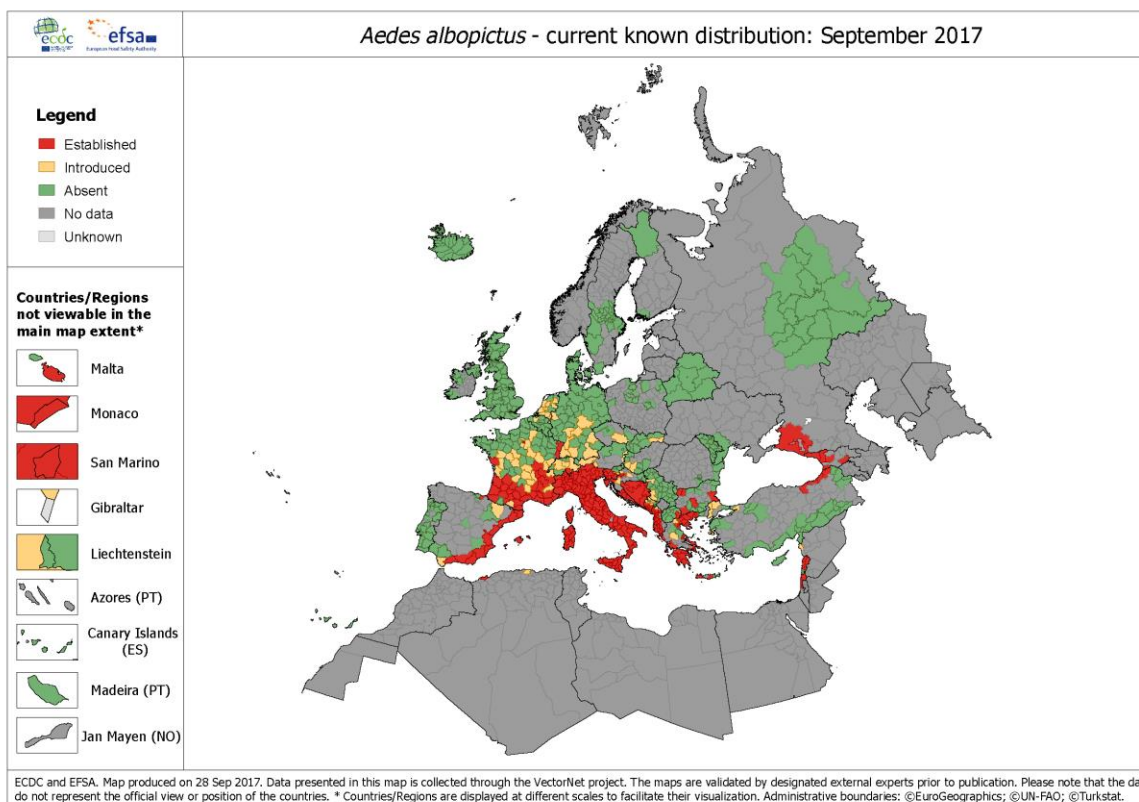 ecdc
efsa
European Food Safety Authority
Aedes albopictus - current known distribution: September 2017
Legend
Established
Introduced
Absent
No data
Unknown
Countries/Regions
not viewable in the
main map extent*
Malta
Monaco
San Marino
Gibraltar
Liechtenstein
Azores (PT)
Canary Islands
(ES)
Madeira (PT)
Jan Mayen (NO)
ECDC and EFSA. Map produced on 28 Sep 2017. Data presented in this map is collected through the VectorNet project. The maps are validated by designated external experts prior to publication. Please note that the da
do not represent the official view or position of the countries. * Countries/Regions are displayed at different scales to facilitate their visualization. Administrative boundaries: ©EuroGeographics; ©UN-FAO; ©Turkstat.